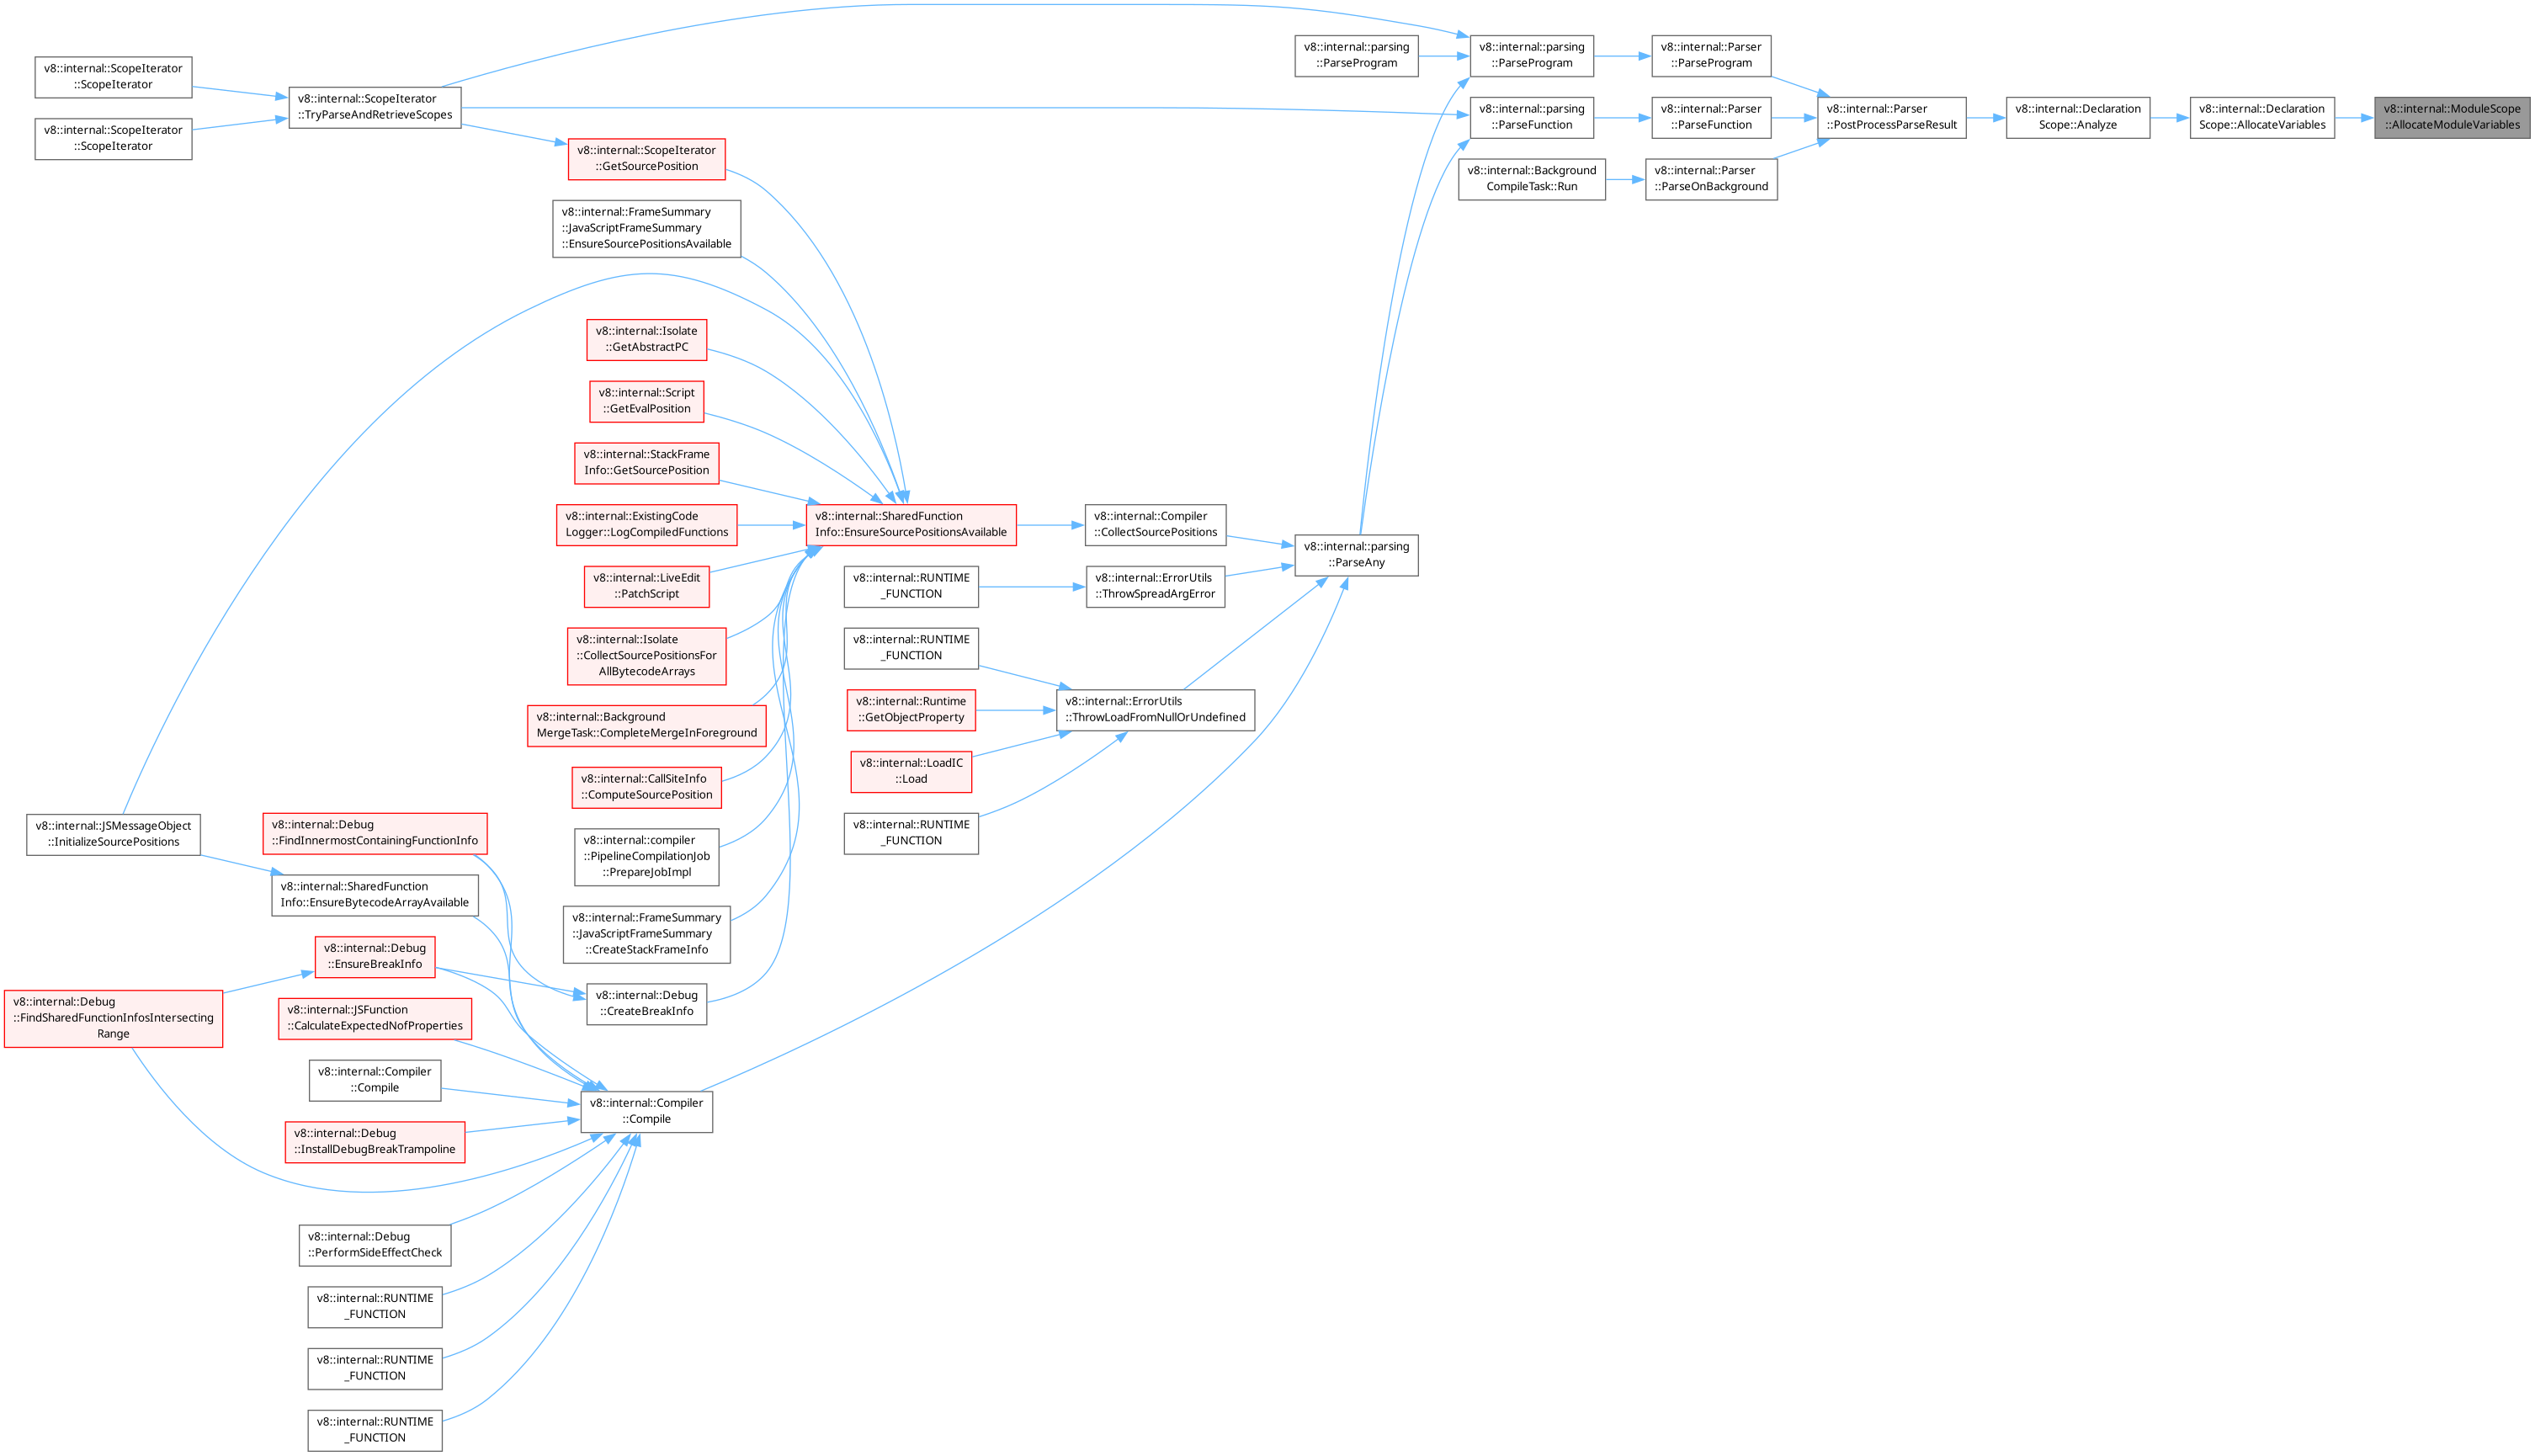 v8::internal::ScopeIterator
::ScopeIterator
v8::internal::ScopeIterator
::ScopeIterator
v8::internal::ScopeIterator
::TryParseAndRetrieveScopes
v8::internal::parsing
::ParseProgram
v8::internal::parsing
::ParseProgram
v8::internal::Parser
::ParseProgram
v8::internal::parsing
::ParseFunction
v8::internal::Parser
::ParseFunction
v8::internal::Parser
::PostProcessParseResult
v8::internal::Declaration
Scope::Analyze
v8::internal::Declaration
Scope::AllocateVariables
v8::internal::ModuleScope
::AllocateModuleVariables
v8::internal::Background
CompileTask::Run
v8::internal::Parser
::ParseOnBackground
v8::internal::ScopeIterator
::GetSourcePosition
v8::internal::FrameSummary
::JavaScriptFrameSummary
::EnsureSourcePositionsAvailable
v8::internal::Isolate
::GetAbstractPC
v8::internal::Script
::GetEvalPosition
v8::internal::StackFrame
Info::GetSourcePosition
v8::internal::ExistingCode
Logger::LogCompiledFunctions
v8::internal::SharedFunction
Info::EnsureSourcePositionsAvailable
v8::internal::Compiler
::CollectSourcePositions
v8::internal::parsing
::ParseAny
v8::internal::LiveEdit
::PatchScript
v8::internal::RUNTIME
_FUNCTION
v8::internal::ErrorUtils
::ThrowSpreadArgError
v8::internal::Isolate
::CollectSourcePositionsFor
AllBytecodeArrays
v8::internal::RUNTIME
_FUNCTION
v8::internal::Runtime
::GetObjectProperty
v8::internal::ErrorUtils
::ThrowLoadFromNullOrUndefined
v8::internal::Background
MergeTask::CompleteMergeInForeground
v8::internal::LoadIC
::Load
v8::internal::CallSiteInfo
::ComputeSourcePosition
v8::internal::RUNTIME
_FUNCTION
v8::internal::JSMessageObject
::InitializeSourcePositions
v8::internal::Debug
::FindInnermostContainingFunctionInfo
v8::internal::compiler
::PipelineCompilationJob
::PrepareJobImpl
v8::internal::SharedFunction
Info::EnsureBytecodeArrayAvailable
v8::internal::FrameSummary
::JavaScriptFrameSummary
::CreateStackFrameInfo
v8::internal::Debug
::EnsureBreakInfo
v8::internal::Debug
::FindSharedFunctionInfosIntersecting
Range
v8::internal::Debug
::CreateBreakInfo
v8::internal::JSFunction
::CalculateExpectedNofProperties
v8::internal::Compiler
::Compile
v8::internal::Compiler
::Compile
v8::internal::Debug
::InstallDebugBreakTrampoline
v8::internal::Debug
::PerformSideEffectCheck
v8::internal::RUNTIME
_FUNCTION
v8::internal::RUNTIME
_FUNCTION
v8::internal::RUNTIME
_FUNCTION